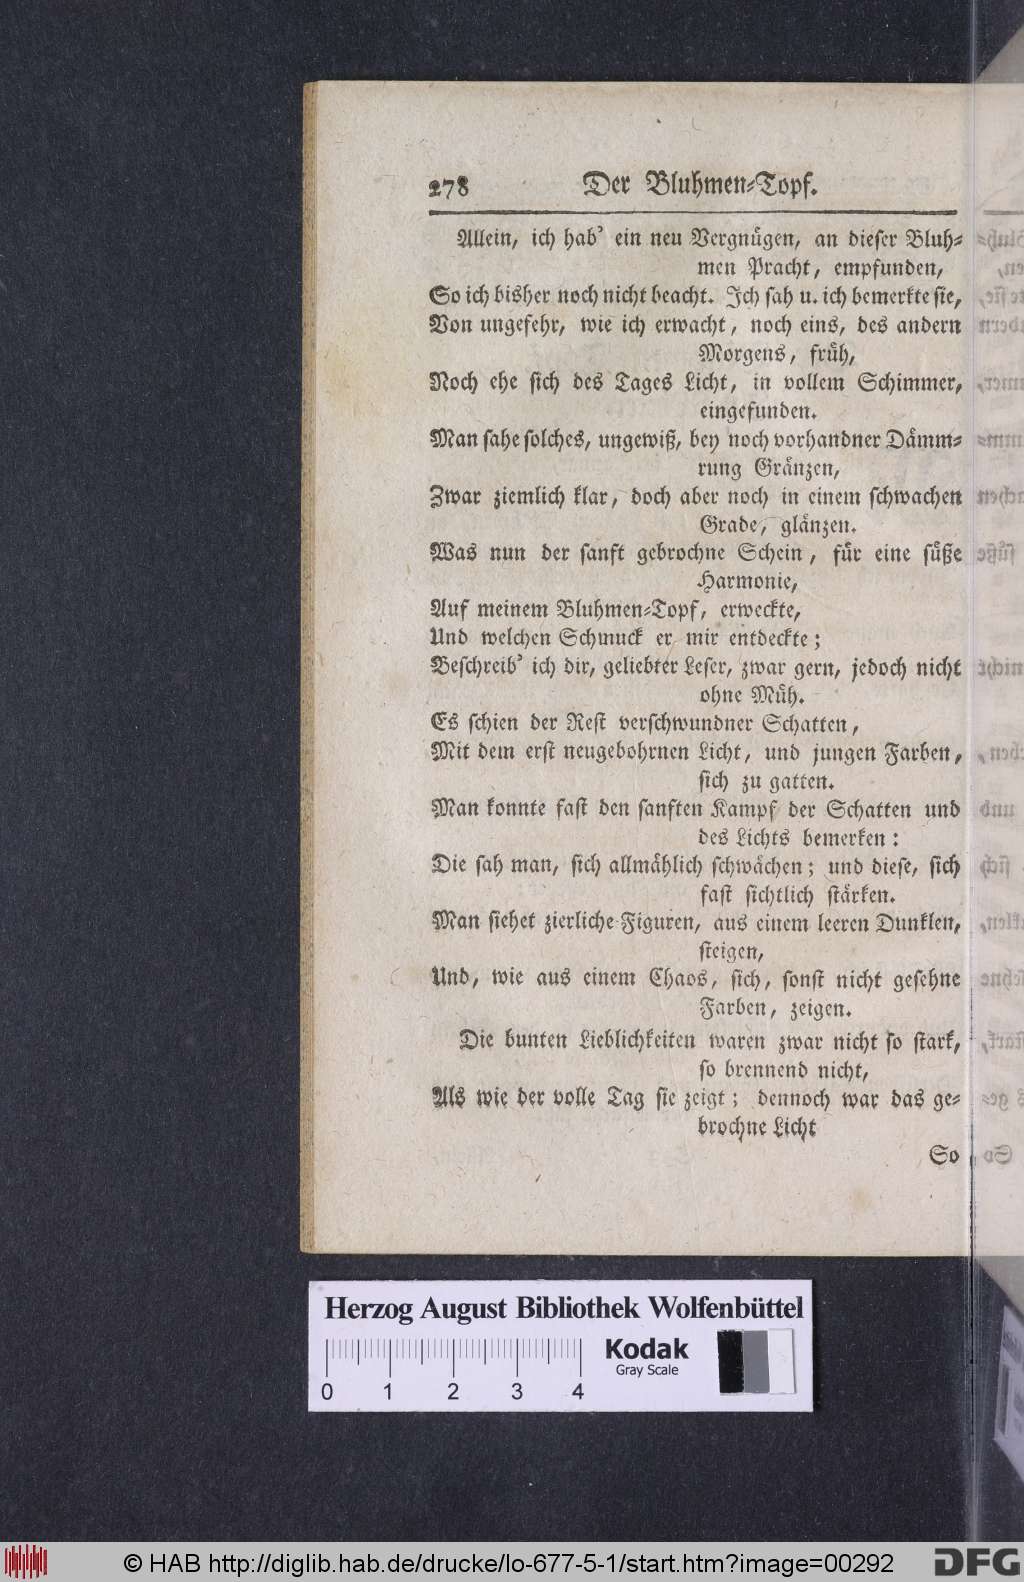 278 Der Bluhmen-Topf.
Allein, ich hab' ein neu Vergnügen, an dieser Bluh-
men Pracht, empfunden,
So ich bisher noch nicht beacht. Ich sah u. ich bemerkte sie,
Von ungefehr, wie ich erwacht, noch eins, des andern
Morgens, früh,
Noch ehe sich des Tages Licht, in vollem Schimmer,
eingefunden.
Man sahe solches, ungewiß, bey noch vorhandner Dämm-
rung Gränzen,
Zwar ziemlich klar, doch aber noch in einem schwachen
Grade, glänzen.
Was nun der sanft gebrochne Schein, für eine süße
Harmonie,
Auf meinem Bluhmen-Topf, erweckte,
Und welchen Schmuck er mir entdeckte;
Beschreib' ich dir, geliebter Leser, zwar gern, jedoch nicht
ohne Müh.
Es schien der Rest verschwundner Schatten,
Mit dem erst neugebohrnen Licht, und jungen Farben,
sich zu gatten.
Man konnte fast den sanften Kampf der Schatten und
des Lichts bemerken:
Die sah man, sich allmählich schwächen; und diese, sich
fast sichtlich stärken.
Man siehet zierliche Figuren, aus einem leeren Dunklen,
steigen,
Und, wie aus einem Chaos, sich, sonst nicht gesehne
Farben, zeigen.
Die bunten Lieblichkeiten waren zwar nicht so stark,
so brennend nicht,
Als wie der volle Tag sie zeigt; dennoch war das ge-
brochne Licht
So
Herzog August Bibliothek Wolfenbüttel
Kodak
Gray Scale
0 1 2 3 4
© HAB http://diglib.hab.de/drucke/lo-677-5-1/start.htm?image=00292
DFG